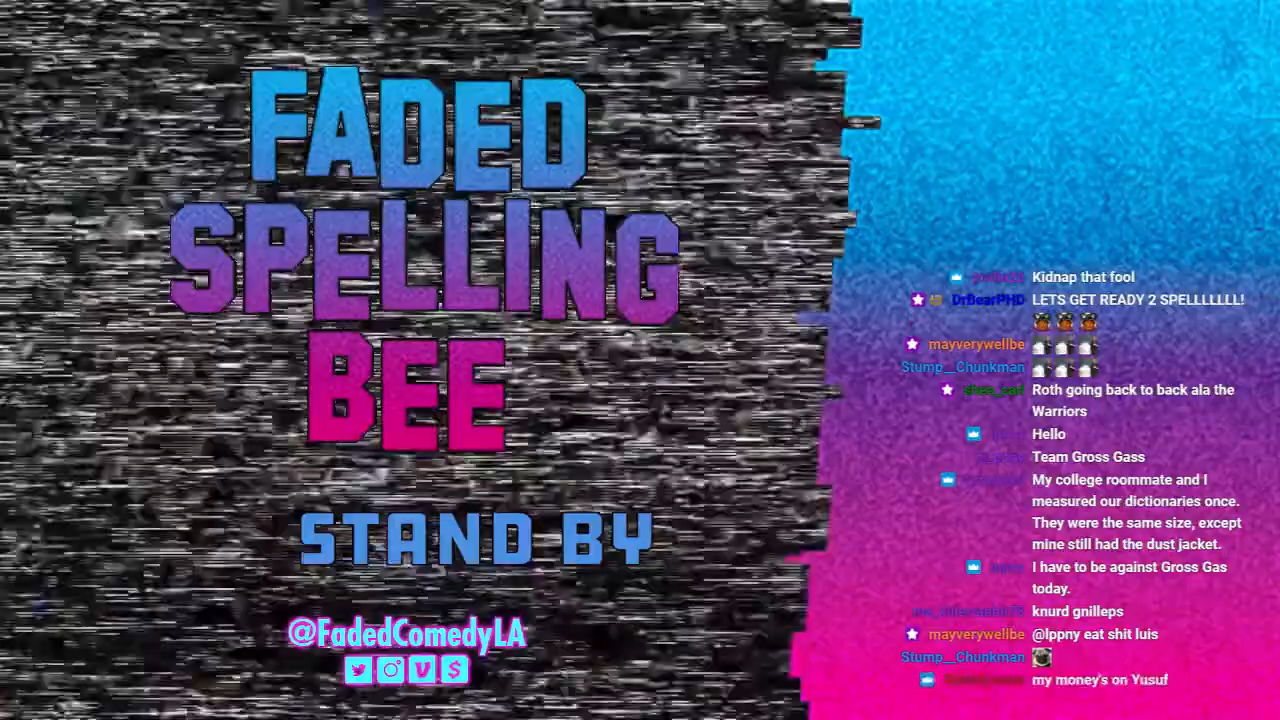 FADED
SPELLING
BEE
STAND BY
@FadedComedyLA
Kidnap that fool
DrBearPHD LETS GET READY 2 SPELLLLLLL!
mayverywellbe
Stump__Chunkman
Roth going back to back ala the
Warriors
Hello
Team Gross Gass
My college roommate and I
measured our dictionaries once.
They were the same size, except
mine still had the dust jacket.
I have to be against Gross Gas
today.
knurd gnilleps
mayverywellbe @lppny eat shit luis
Stump__Chunkman
my money's on Yusuf